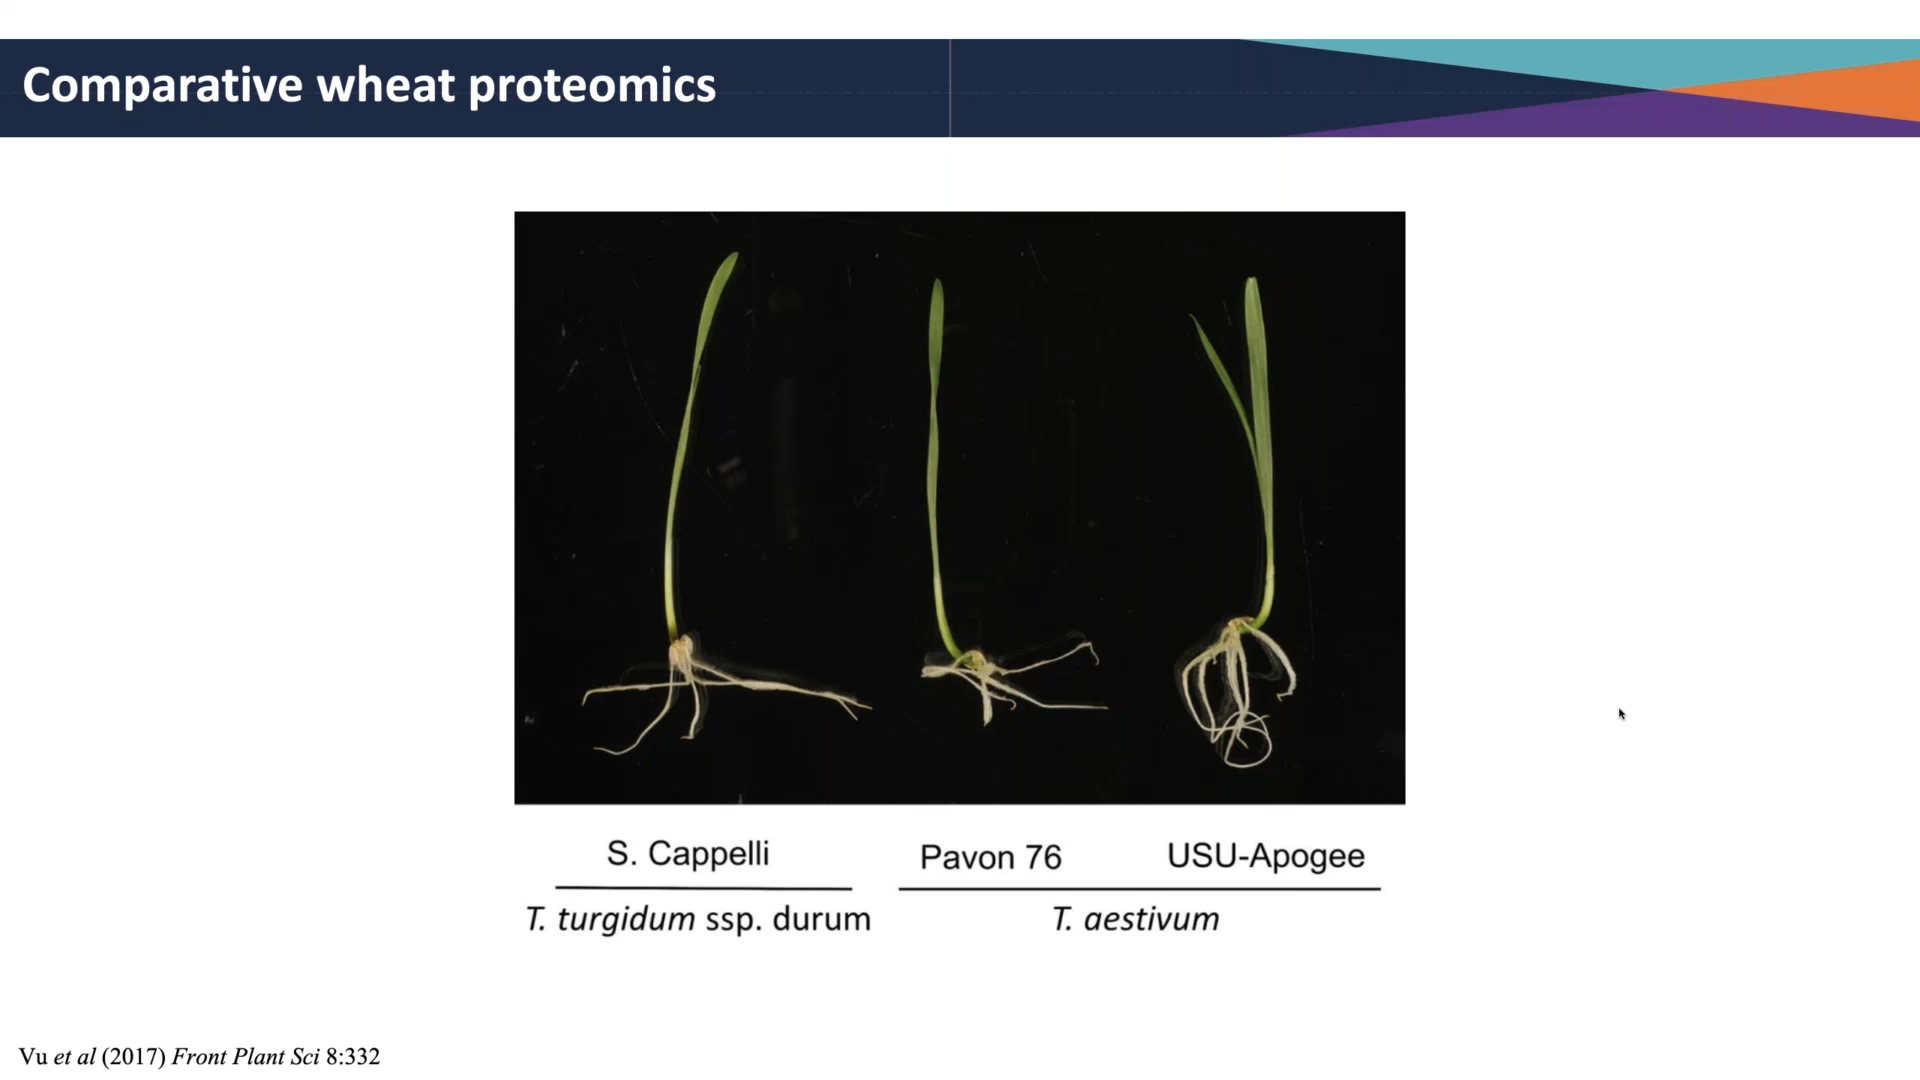 Comparative wheat proteomics
S. Cappelli
Pavon 76
USU-Apogee
T. turgidum ssp. durum
T. aestivum
Vu et al (2017) Front Plant Sci 8:332